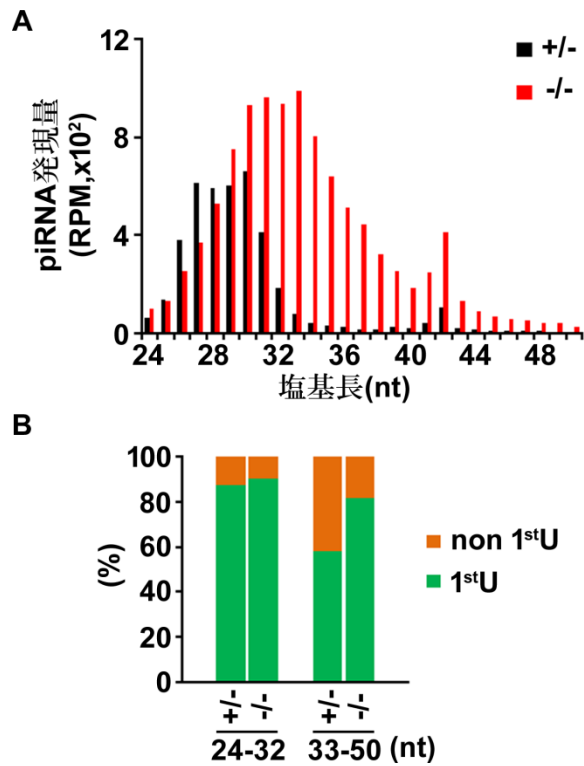 A
piRNA発現量
(RPM,x10²)
12
8
4
0
+/-
-/-
24 28 32 36 40 44 48
塩基長(nt)
B
(%)
100
80
60
40
20
0
non 1ˢᵗU
1ˢᵗU
+/- -/- +/- -/-
24-32 33-50 (nt)